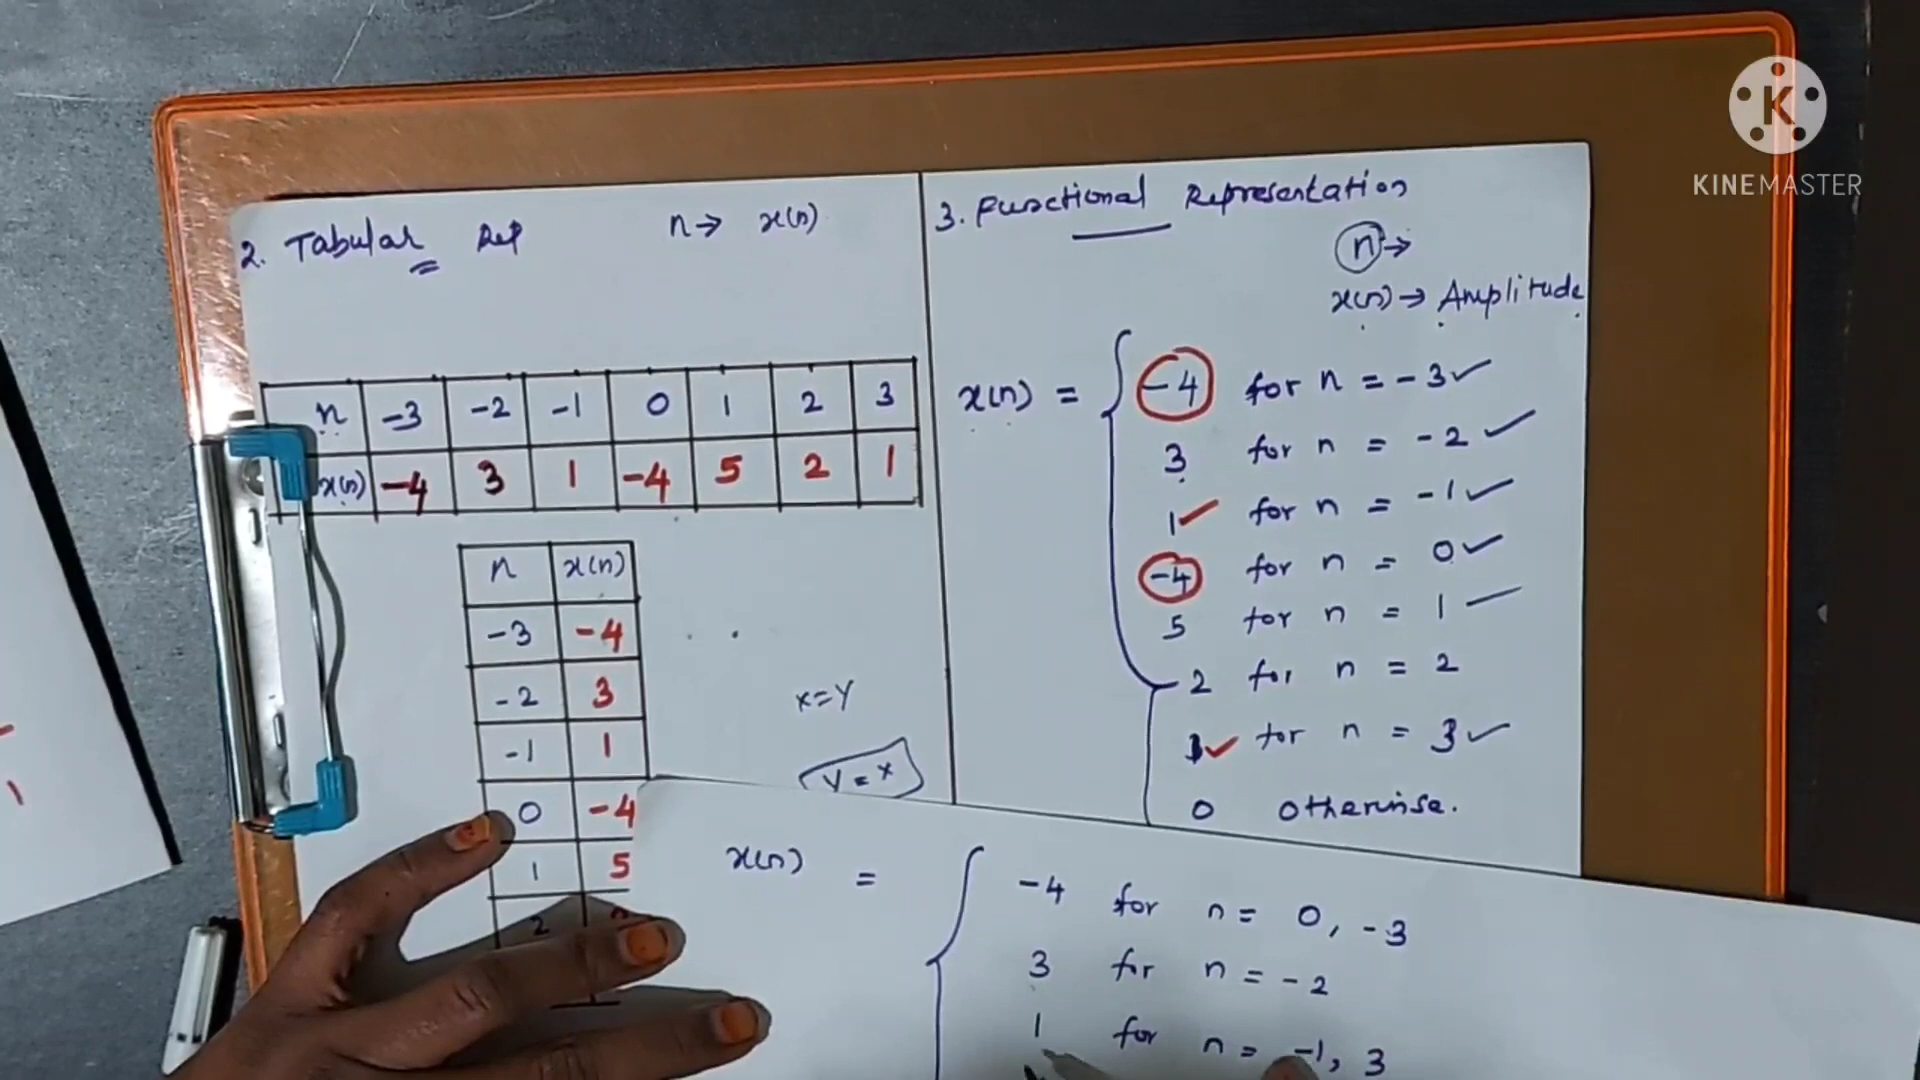 KINEMASTER
2. Tabular Rep n → x(n)
n -3 -2 -1 0 1 2 3
x(n) -4 3 1 -4 5 2 1
n x(n)
-3 -4
-2 3
-1 1
0 -4
1 5
2
x=y
y = x
3. Functional Representation
n →
x(n) → Amplitude
x(n) = { -4 for n = -3 ✓
3 for n = -2 ✓
1 ✓ for n = -1 ✓
-4 for n = 0 ✓
5 for n = 1
2 for n = 2
1 ✓ for n = 3 ✓
0 otherwise.
x(n) = { -4 for n = 0, -3
3 for n = -2
1 for n = -1, 3